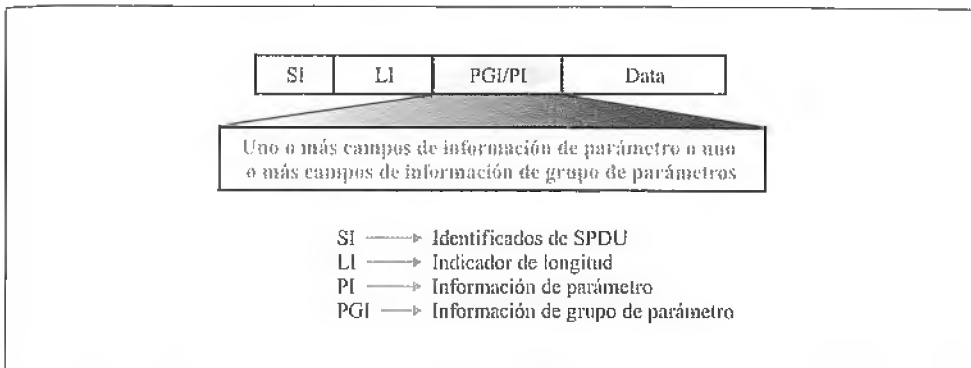 SI LI PGI/PI Data
Uno o más campos de información de parámetro o uno
o más campos de información de grupo de parámetros
SI Identificados de SPDU
LI Indicador de longitud
PI Información de parámetro
PGI Información de grupo de parámetro